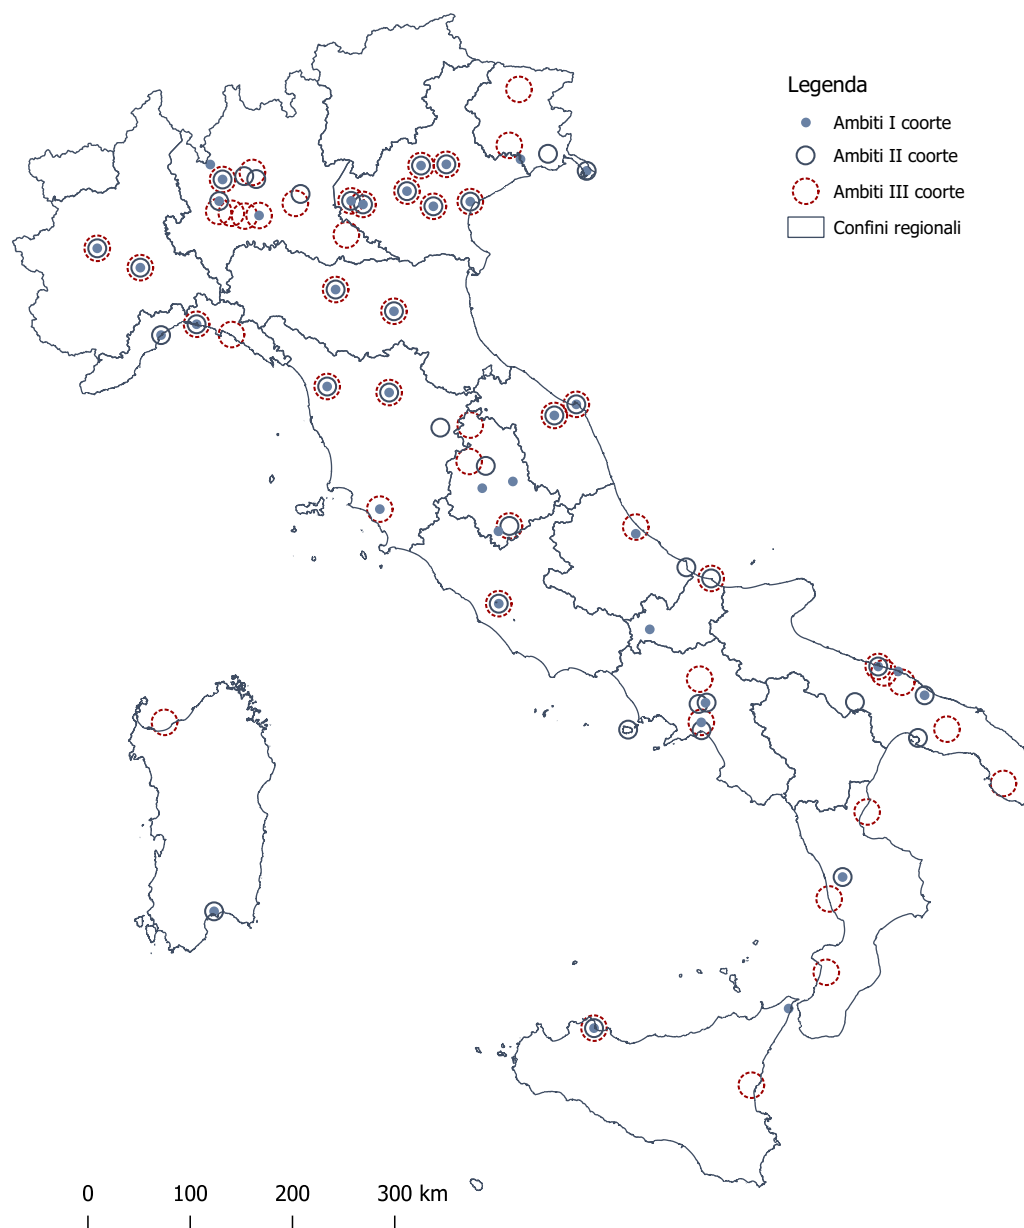 Legenda
Ambiti I coorte
Ambiti II coorte
Ambiti III coorte
Confini regionali
0 100 200 300 km